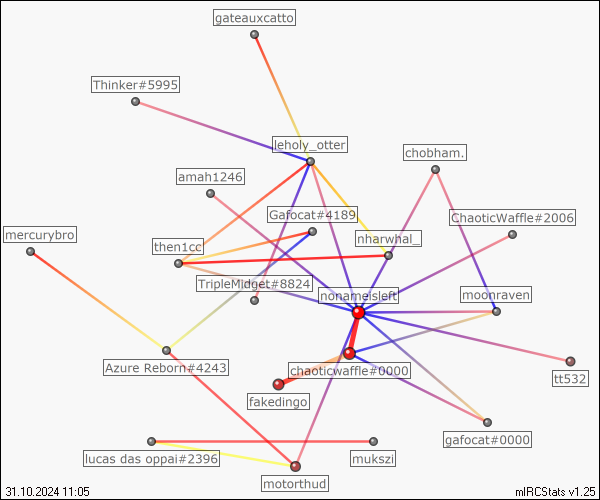 gateauxcatto
Thinker#5995
leholy_otter
chobham.
amah1246
Gafocat#4189
ChaoticWaffle#2006
mercurybro
then1cc
nharwhal_
TripleMidget#8824
nonameisleft
moonraven
Azure Reborn#4243
chaoticwaffle#0000
tt532
fakedingo
gafocat#0000
lucas das oppai#2396
mukszi
motorthud
31.10.2024 11:05
mIRCStats v1.25